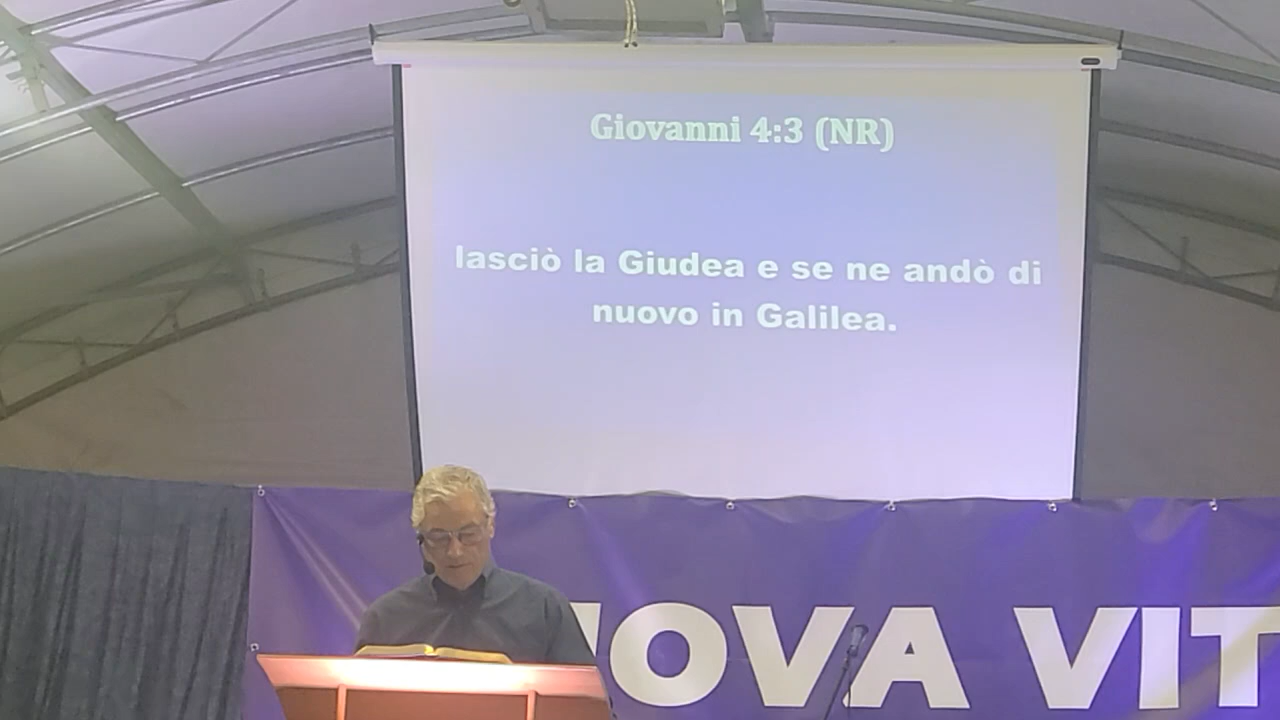 Giovanni 4:3 (NR)
lasciò la Giudea e se ne andò di
nuovo in Galilea.
OVA VIT